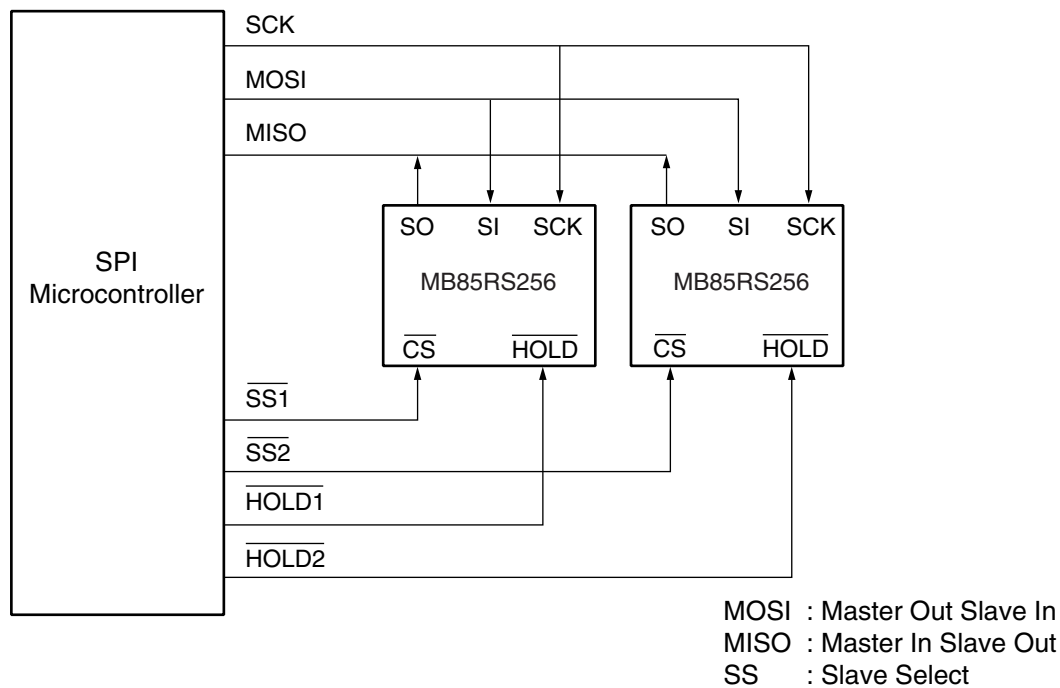 SCK
MOSI
MISO
SO SI SCK
MB85RS256
CS HOLD
SO SI SCK
MB85RS256
CS HOLD
SPI
Microcontroller
SS1
SS2
HOLD1
HOLD2
MOSI : Master Out Slave In
MISO : Master In Slave Out
SS : Slave Select